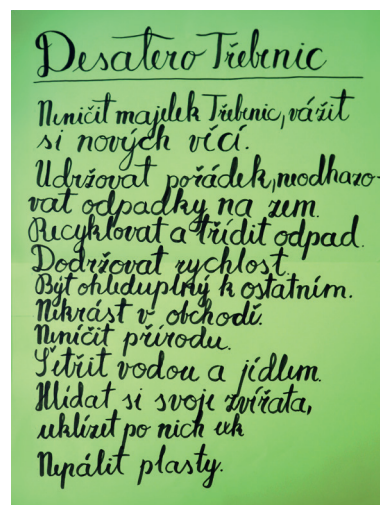 Desatero Třebenic
Neničit majetek Třebenic, vážit
si nových věcí.
Udržovat pořádek, neodhazo-
vat odpadky na zem.
Recyklovat a třídit odpad.
Dodržovat rychlost.
Být ohleduplný k ostatním.
Nekrást v obchodě.
Neničit přírodu.
Šetřit vodou a jídlem.
Hlídat si svoje zvířata,
uklízet po nich
Nepálit plasty.